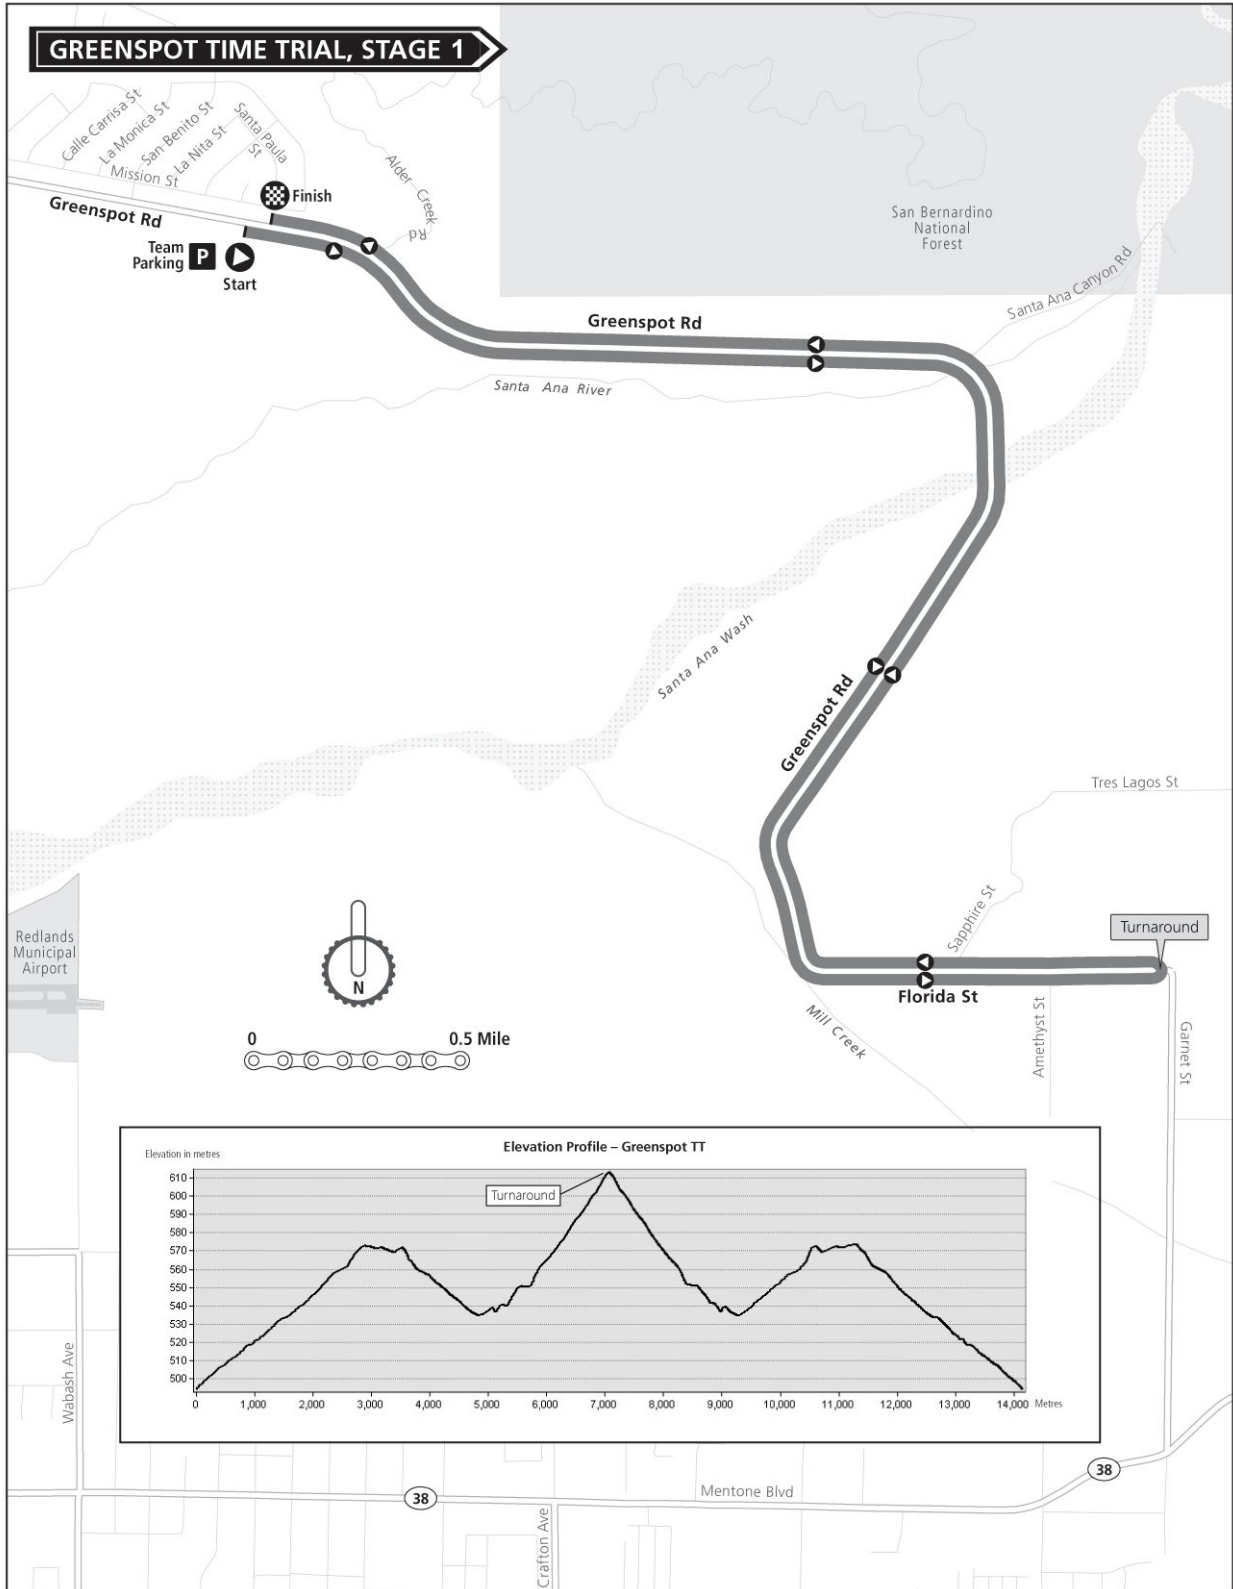 GREENSPOT TIME TRIAL, STAGE 1
Calle Carrisa St
La Monica St
San Benito St
La Nita St
Santa Paula
St
Mission St
Greenspot Rd
Finish
Team
Parking
P
Start
Alder Creek
Rd
San Bernardino
National
Forest
Santa Ana Canyon Rd
Greenspot Rd
Santa Ana River
Santa Ana Wash
Greenspot Rd
Tres Lagos St
Sapphire St
Turnaround
Redlands
Municipal
Airport
N
Florida St
0 0.5 Mile
Mill Creek
Amethyst St
Garnet St
Elevation Profile – Greenspot TT
Elevation in metres
Turnaround
610
600
590
580
570
560
550
540
530
520
510
500
0 1,000 2,000 3,000 4,000 5,000 6,000 7,000 8,000 9,000 10,000 11,000 12,000 13,000 14,000 Metres
Wabash Ave
38
38
Mentone Blvd
Crafton Ave